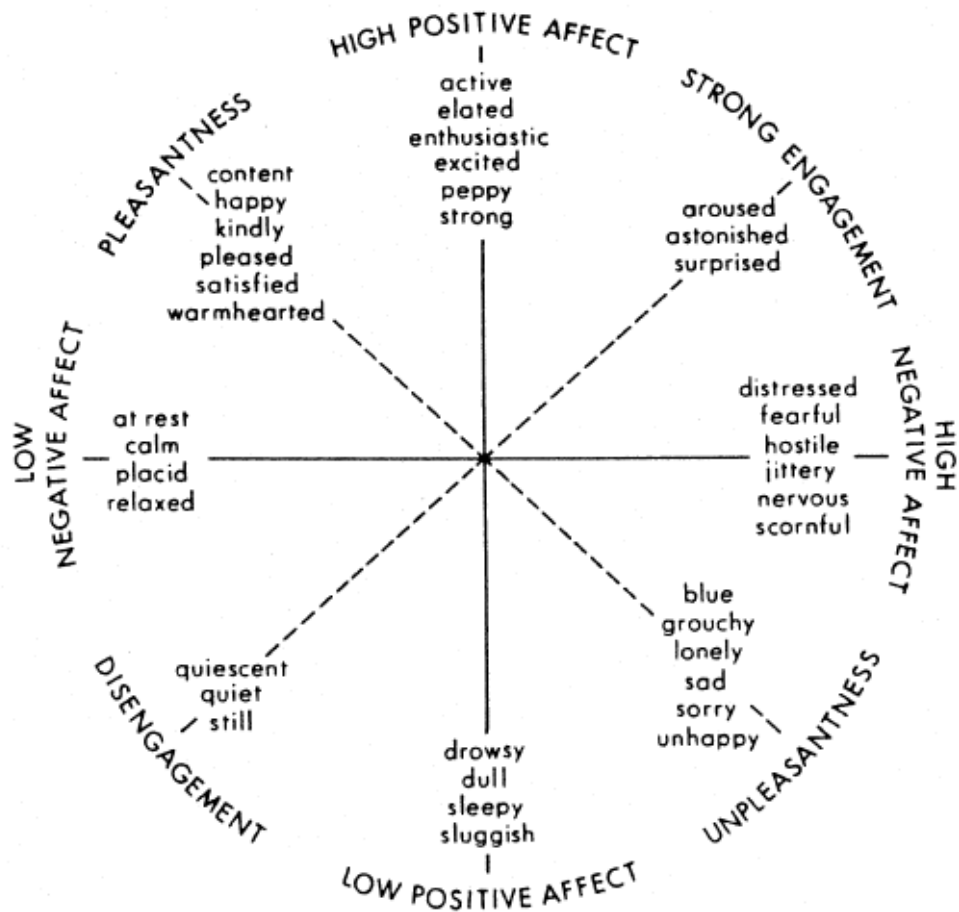 HIGH POSITIVE AFFECT
active
elated
enthusiastic
excited
peppy
strong
STRONG ENGAGEMENT
aroused
astonished
surprised
HIGH
NEGATIVE AFFECT
distressed
fearful
hostile
jittery
nervous
scornful
UNPLEASANTNESS
blue
grouchy
lonely
sad
sorry
unhappy
LOW POSITIVE AFFECT
drowsy
dull
sleepy
sluggish
DISENGAGEMENT
quiescent
quiet
still
LOW
NEGATIVE AFFECT
at rest
calm
placid
relaxed
PLEASANTNESS
content
happy
kindly
pleased
satisfied
warmhearted